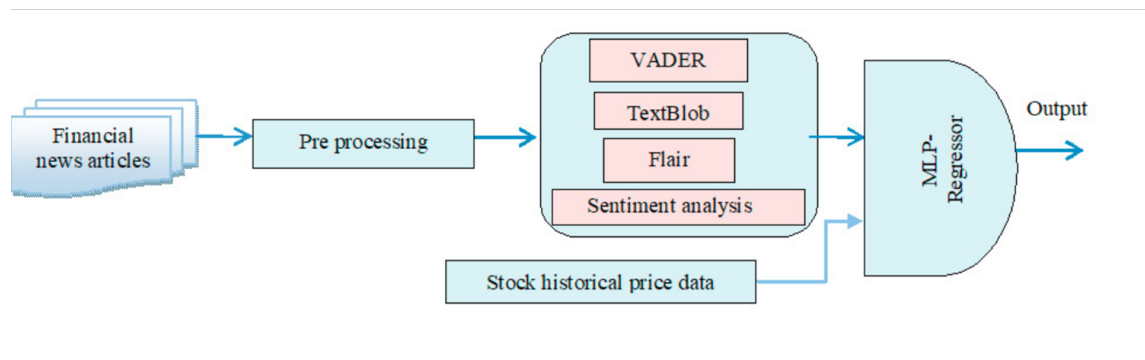 Financial
news articles
Pre processing
VADER
TextBlob
Flair
Sentiment analysis
Stock historical price data
MLP-
Regressor
Output